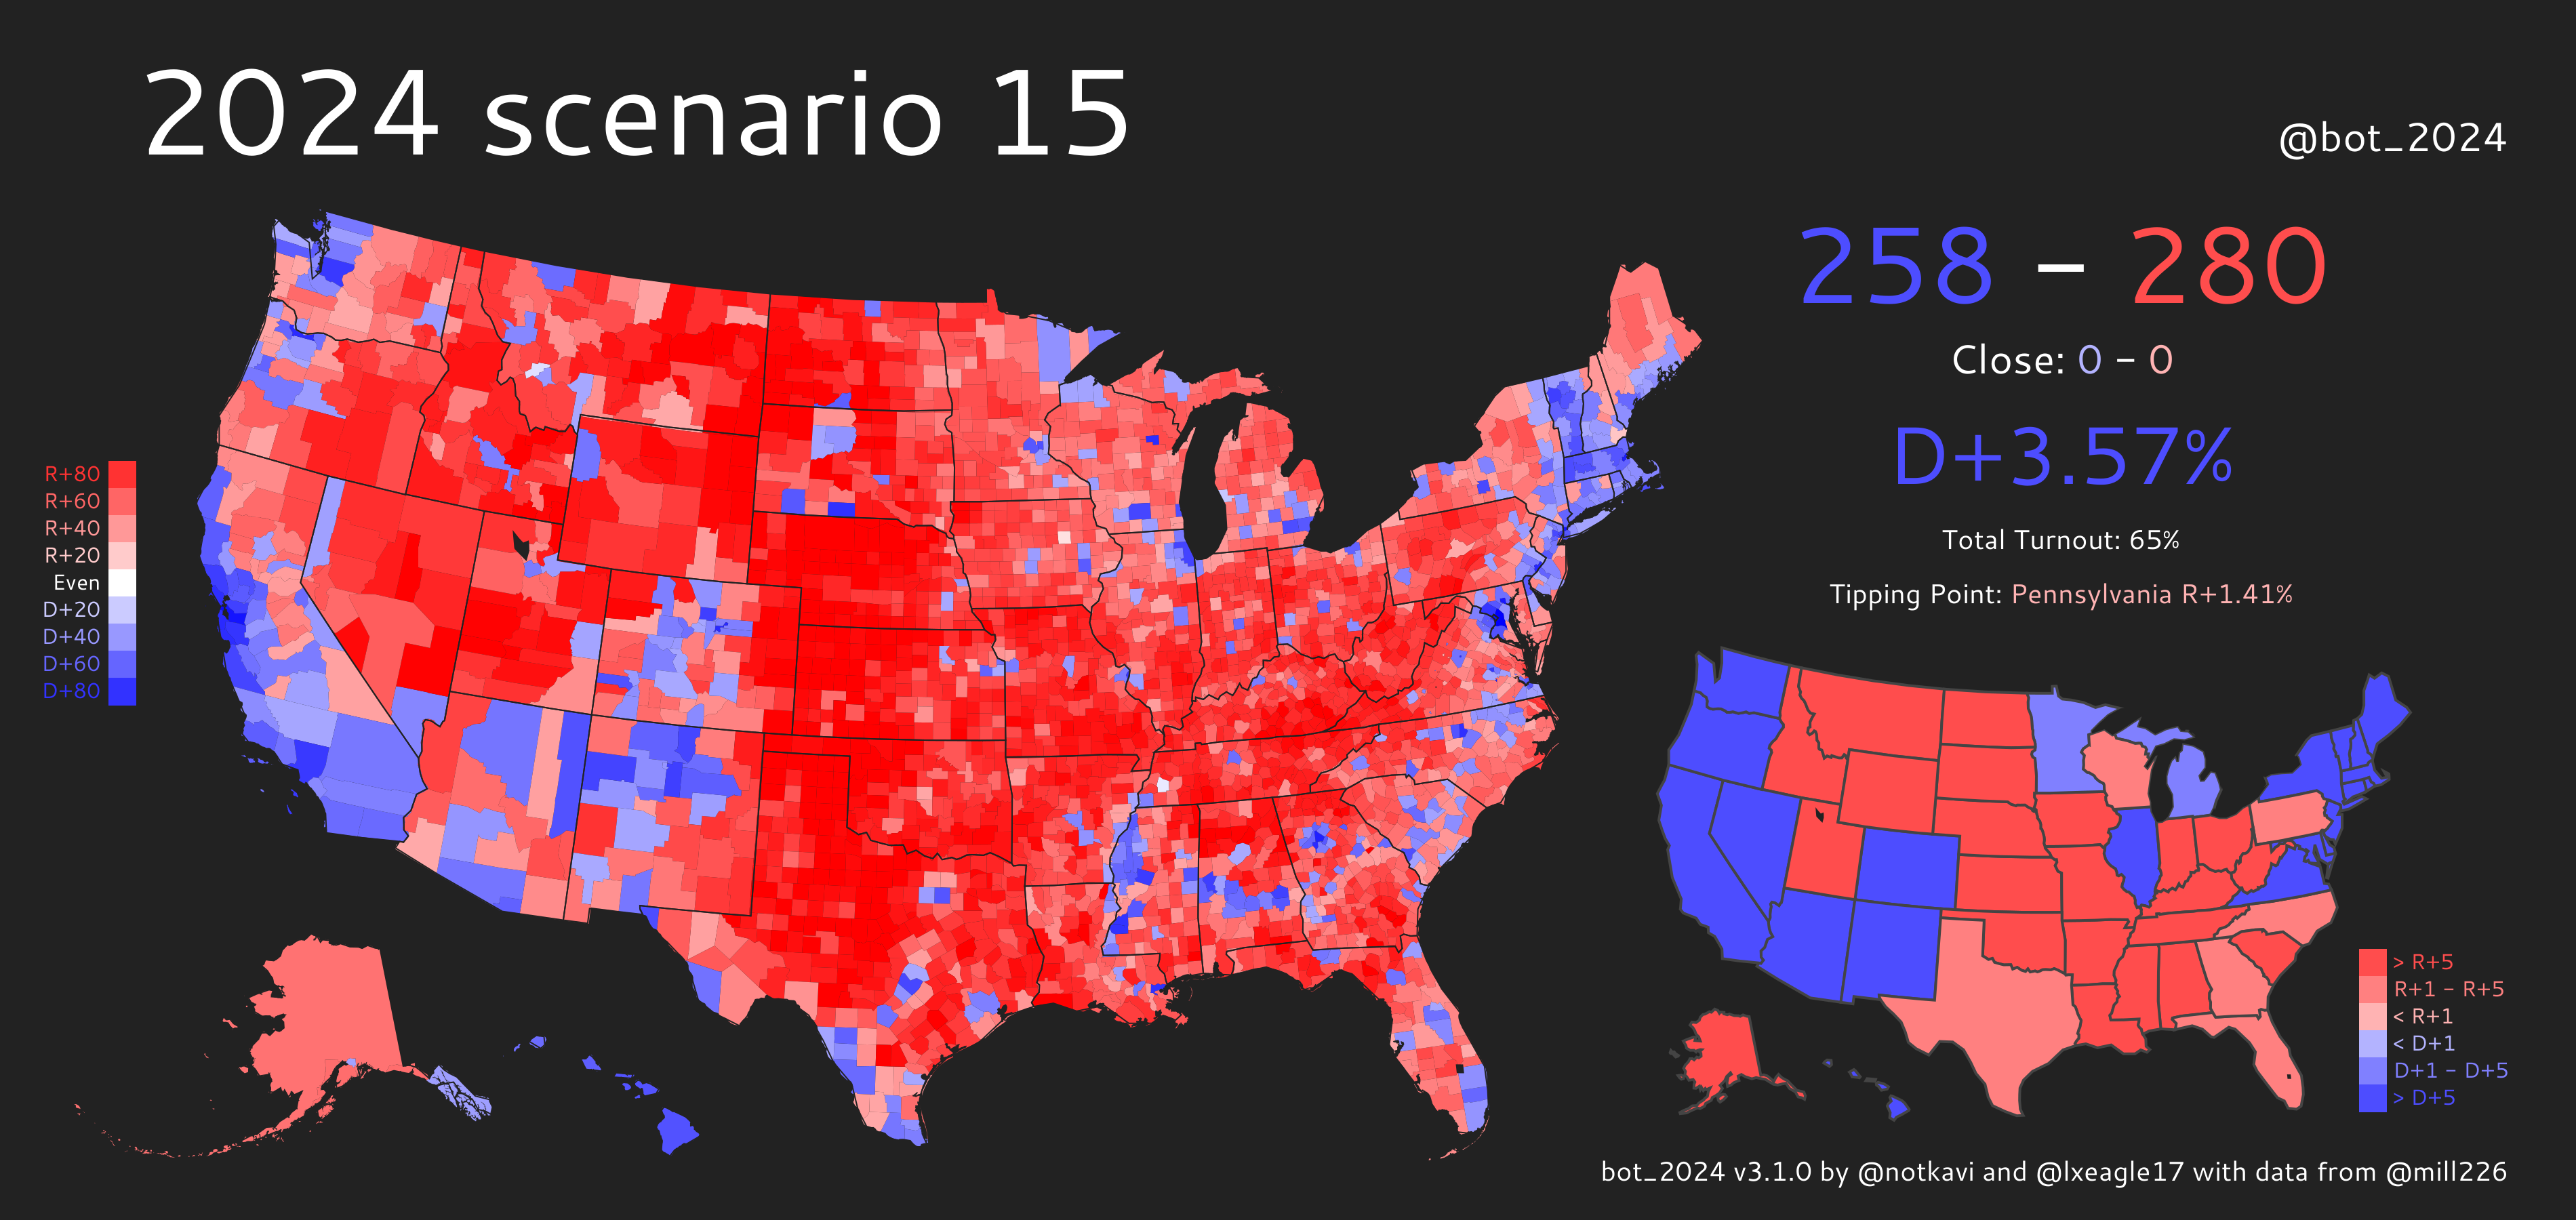 2024 scenario 15
@bot_2024
258 – 280
Close: 0 – 0
D+3.57%
Total Turnout: 65%
Tipping Point: Pennsylvania R+1.41%
R+80
R+60
R+40
R+20
Even
D+20
D+40
D+60
D+80
> R+5
R+1 – R+5
< R+1
< D+1
D+1 – D+5
> D+5
bot_2024 v3.1.0 by @notkavi and @lxeagle17 with data from @mill226